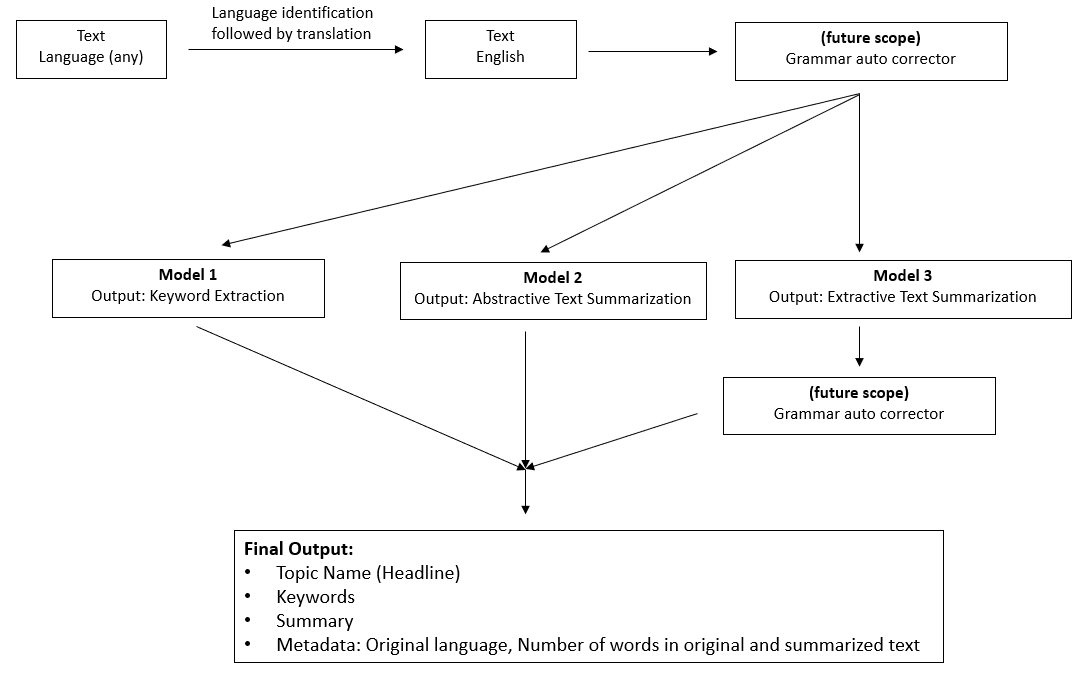 Text
Language (any)
Language identification
followed by translation
Text
English
(future scope)
Grammar auto corrector
Model 1
Output: Keyword Extraction
Model 2
Output: Abstractive Text Summarization
Model 3
Output: Extractive Text Summarization
(future scope)
Grammar auto corrector
Final Output:
• Topic Name (Headline)
• Keywords
• Summary
• Metadata: Original language, Number of words in original and summarized text